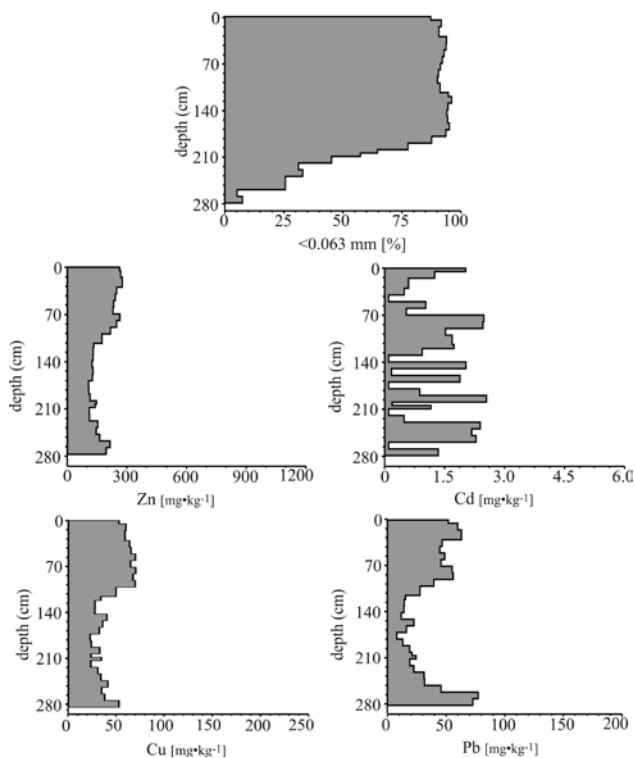 0
70
140
210
280
depth (cm)
0 25 50 75 100
<0.063 mm [%]
0
70
140
210
280
depth (cm)
0 300 600 900 1200
Zn [mg•kg-1]
0
70
140
210
280
depth (cm)
0 1.5 3.0 4.5 6.0
Cd [mg•kg-1]
0
70
140
210
280
depth (cm)
0 50 100 150 200 250
Cu [mg•kg-1]
0
70
140
210
280
depth (cm)
0 50 100 150 200
Pb [mg•kg-1]